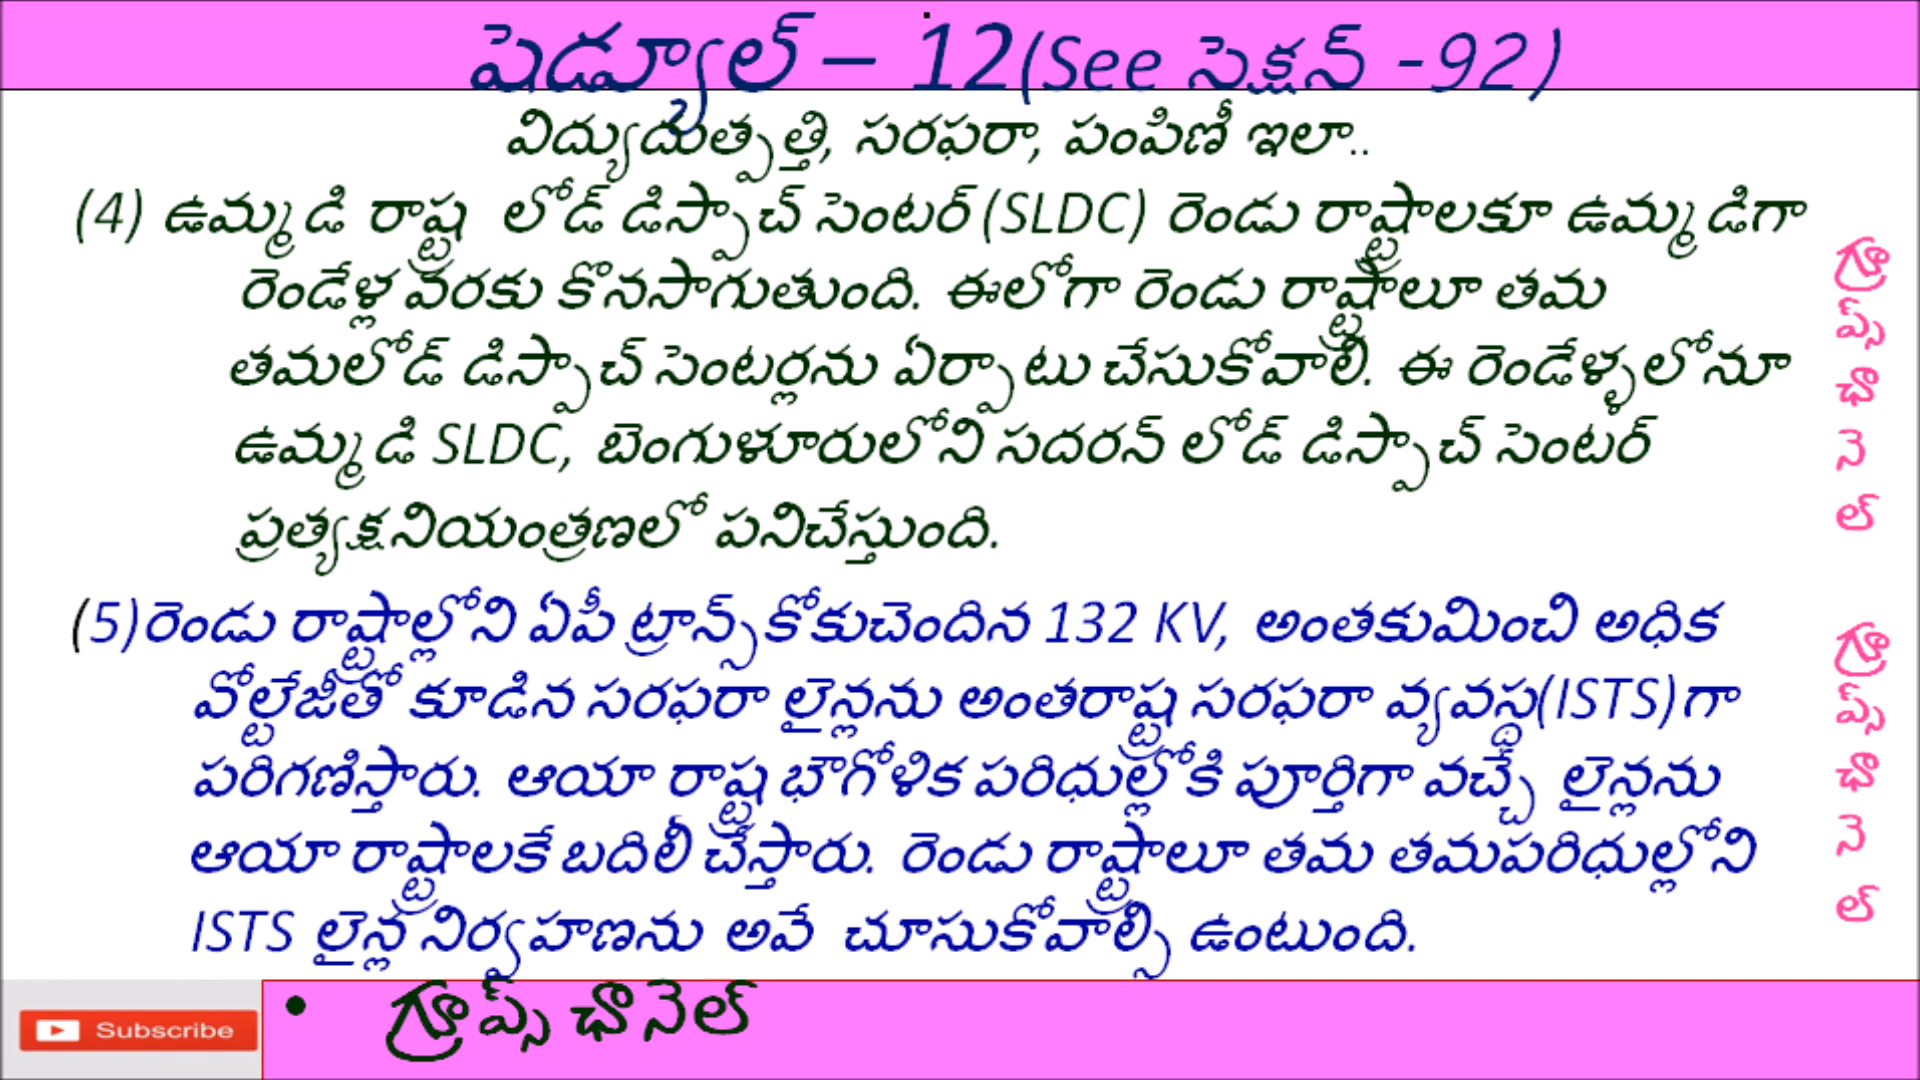 షెడ్యూల్ – 12(See సెక్షన్ -92)
విద్యుదుత్పత్తి, సరఫరా, పంపిణీ ఇలా..
(4) ఉమ్మడి రాష్ట్ర లోడ్ డిస్పాచ్ సెంటర్(SLDC) రెండు రాష్ట్రాలకూ ఉమ్మడిగా
రెండేళ్ల వరకు కొనసాగుతుంది. ఈలోగా రెండు రాష్ట్రాలూ తమ
తమలోడ్ డిస్పాచ్ సెంటర్లను ఏర్పాటు చేసుకోవాలి. ఈ రెండేళ్ళలోనూ
ఉమ్మడి SLDC, బెంగుళూరులోని సదరన్ లోడ్ డిస్పాచ్ సెంటర్
ప్రత్యక్షనియంత్రణలో పనిచేస్తుంది.
(5)రెండు రాష్ట్రాల్లోని ఏపీ ట్రాన్స్కోకుచెందిన 132 KV, అంతకుమించి అధిక
వోల్టేజీతో కూడిన సరఫరా లైన్లను అంతరాష్ట్ర సరఫరా వ్యవస్థ(ISTS)గా
పరిగణిస్తారు. ఆయా రాష్ట్ర భౌగోళిక పరిధుల్లోకి పూర్తిగా వచ్చే లైన్లను
ఆయా రాష్ట్రాలకే బదిలీ చేస్తారు. రెండు రాష్ట్రాలూ తమ తమపరిధుల్లోని
ISTS లైన్ల నిర్వహణను అవే చూసుకోవాల్సి ఉంటుంది.
గ్రూప్స్ ఛానెల్
గ్రూప్స్ ఛానెల్
Subscribe
• గ్రూప్స్ ఛానెల్